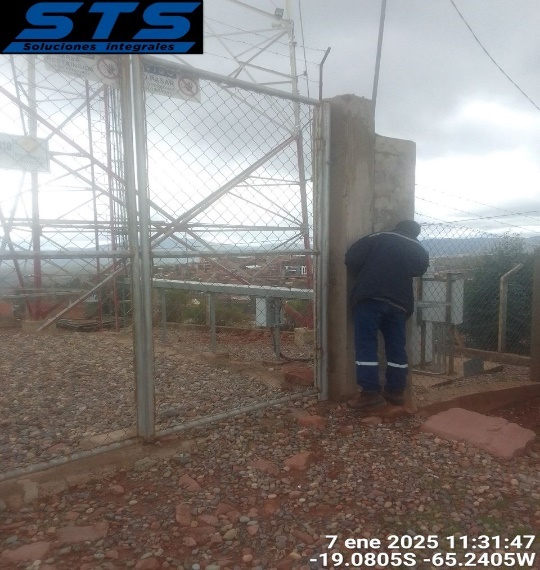 STS
Soluciones integrales
7 ene 2025 11:31:47
-19.0805S -65.2405W